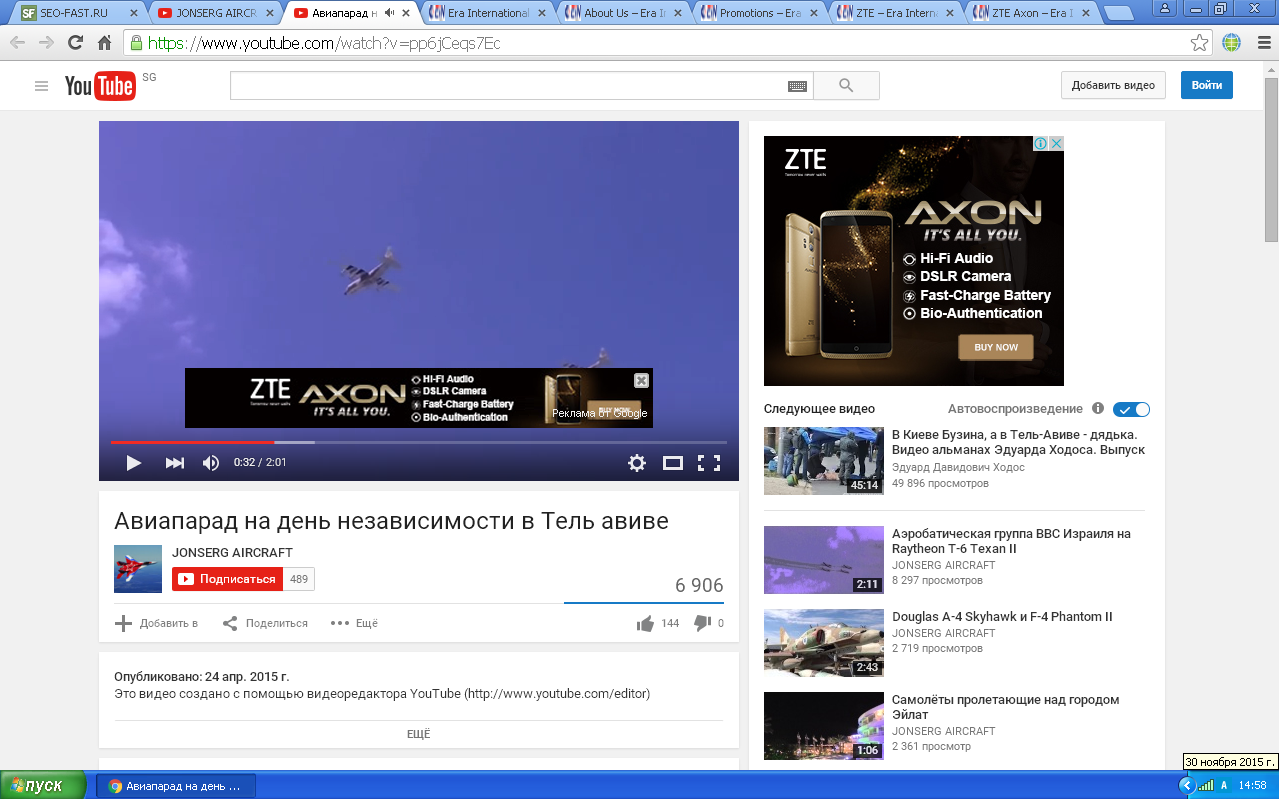 SEO-FAST.RU
JONSERG AIRCR
Авиапарад н
Era International
About Us – Era I
Promotions – Era
ZTE – Era Intern
ZTE Axon – Era I
https://www.youtube.com/watch?v=pp6jCeqs7Ec
YouTube SG
Добавить видео
Войти
ZTE
Tomorrow never waits
AXON
IT'S ALL YOU.
Hi-Fi Audio
DSLR Camera
Fast-Charge Battery
Bio-Authentication
BUY NOW
ZTE
AXON
IT'S ALL YOU.
Hi-Fi Audio
DSLR Camera
Fast-Charge Battery
Bio-Authentication
Реклама от Google
0:32 / 2:01
Авиапарад на день независимости в Тель авиве
JONSERG AIRCRAFT
Подписаться 489
6 906
Добавить в
Поделиться
Ещё
144
0
Опубликовано: 24 апр. 2015 г.
Это видео создано с помощью видеоредактора YouTube (http://www.youtube.com/editor)
ЕЩЁ
Следующее видео
Автовоспроизведение
45:14
В Киеве Бузина, а в Тель-Авиве - дядька.
Видео альманах Эдуарда Ходоса. Выпуск
Эдуард Давидович Ходос
49 896 просмотров
2:11
Аэробатическая группа ВВС Израиля на
Raytheon T-6 Texan II
JONSERG AIRCRAFT
8 297 просмотров
2:43
Douglas A-4 Skyhawk и F-4 Phantom II
JONSERG AIRCRAFT
2 719 просмотров
1:06
Самолёты пролетающие над городом
Эйлат
JONSERG AIRCRAFT
2 361 просмотр
30 ноября 2015 г.
пуск
Авиапарад на день ...
A
14:58